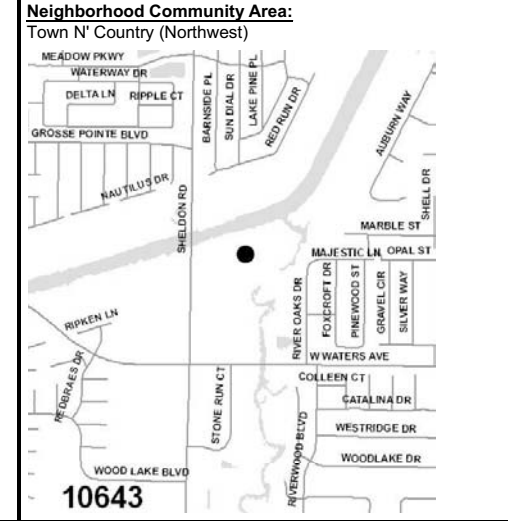 Neighborhood Community Area:
Town N' Country (Northwest)
MEADOW PKWY
WATERWAY DR
DELTA LN
RIPPLE CT
BARNSIDE PL
SUN DIAL DR
LAKE PINE PL
RED RUN DR
AUBURN WAY
GROSSE POINTE BLVD
NAUTILUS DR
SHELDON RD
SHELL DR
MARBLE ST
MAJESTIC LN
OPAL ST
RIVER OAKS DR
FOXCROFT DR
PINEWOOD ST
GRAVEL CIR
SILVER WAY
RIPKEN LN
W WATERS AVE
REDBRAES DR
STONE RUN CT
COLLEEN CT
CATALINA DR
WESTRIDGE DR
RIVERWOOD BLVD
WOODLAKE DR
WOOD LAKE BLVD
10643